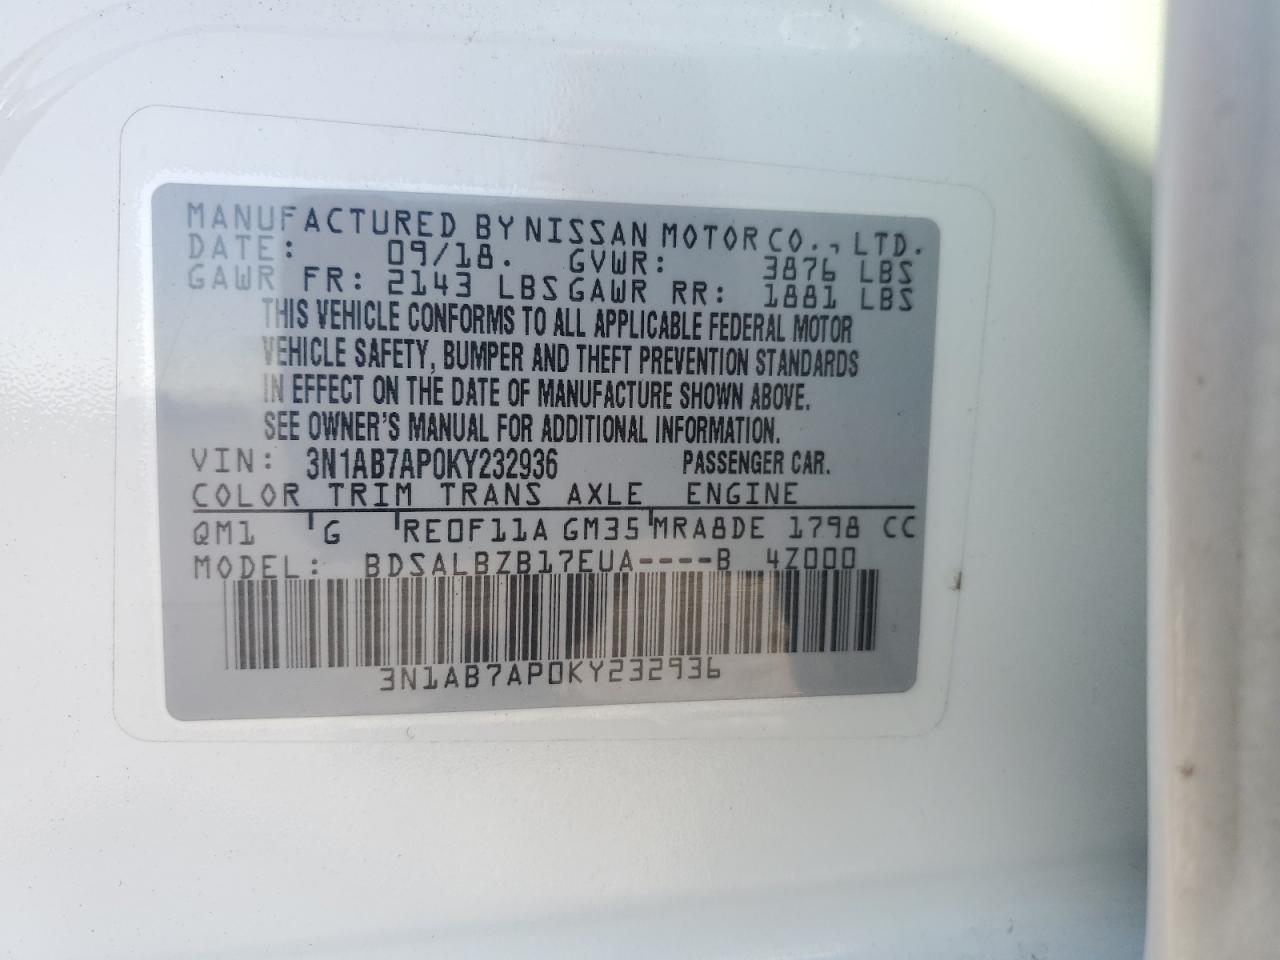 MANUFACTURED BY NISSAN MOTOR CO., LTD.
DATE: 09/18. GVWR: 3876 LBS
GAWR FR: 2143 LBS GAWR RR: 1881 LBS
THIS VEHICLE CONFORMS TO ALL APPLICABLE FEDERAL MOTOR
VEHICLE SAFETY, BUMPER AND THEFT PREVENTION STANDARDS
IN EFFECT ON THE DATE OF MANUFACTURE SHOWN ABOVE.
SEE OWNER'S MANUAL FOR ADDITIONAL INFORMATION.
VIN: 3N1AB7AP0KY232936 PASSENGER CAR.
COLOR TRIM TRANS AXLE ENGINE
QM1 G RE0F11A GM35 MRA8DE 1798 CC
MODEL: BDSALBZB17EUA----B 4Z000
3N1AB7AP0KY232936